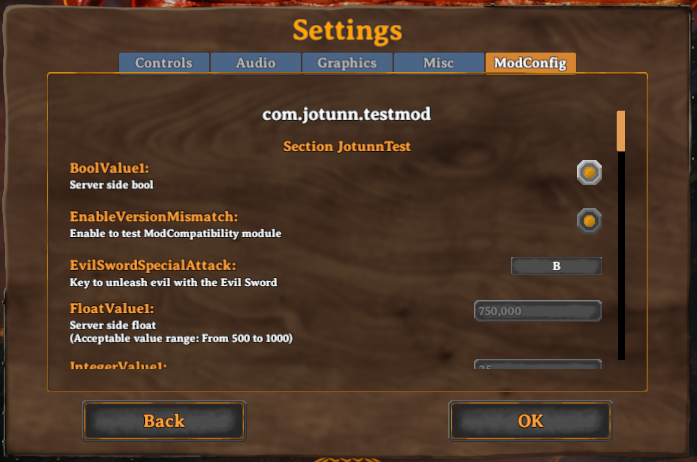 Settings
Controls Audio Graphics Misc ModConfig
com.jotunn.testmod
Section JotunnTest
BoolValue1:
Server side bool
EnableVersionMismatch:
Enable to test ModCompatibility module
EvilSwordSpecialAttack:
B
Key to unleash evil with the Evil Sword
FloatValue1:
750,000
Server side float
(Acceptable value range: From 500 to 1000)
IntegerValue1:
Back OK